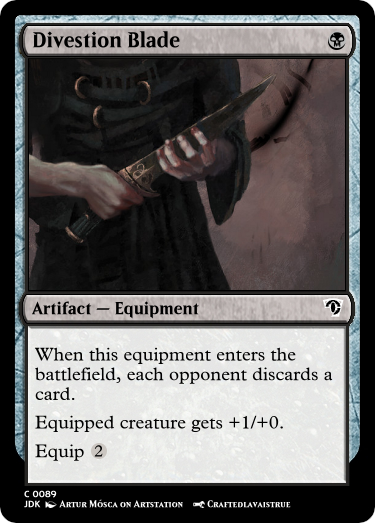 Divestion Blade
Artifact — Equipment
When this equipment enters the
battlefield, each opponent discards a
card.
Equipped creature gets +1/+0.
Equip 2
C 0089
JDK Artur Mósca on Artstation Craftedlavaistrue